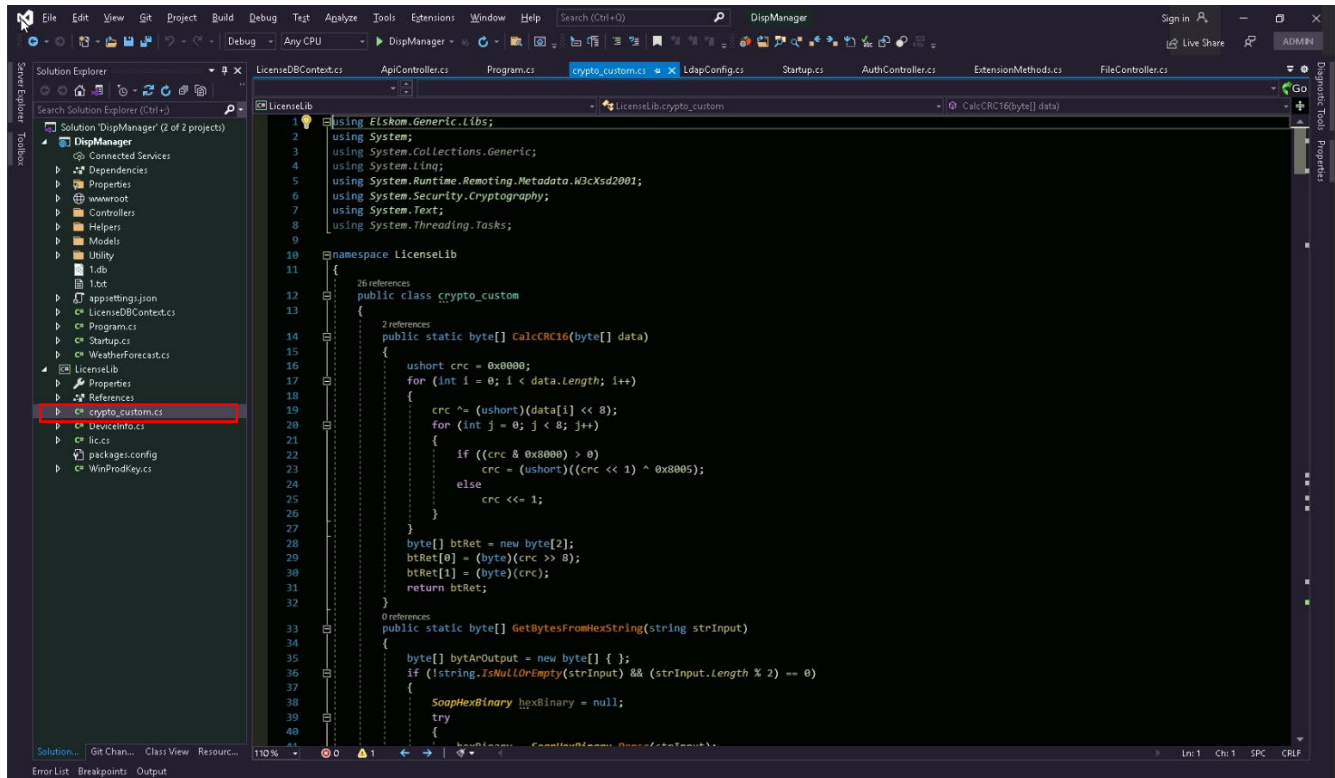 File Edit View Git Project Build Debug Test Analyze Tools Extensions Window Help Search (Ctrl+Q) DispManager Sign in
Debug Any CPU DispManager Live Share ADMIN
Server Explorer
Toolbox
Solution Explorer
Search Solution Explorer (Ctrl+;)
Solution 'DispManager' (2 of 2 projects)
DispManager
Connected Services
Dependencies
Properties
wwwroot
Controllers
Helpers
Models
Utility
1.db
1.txt
appsettings.json
LicenseDBContext.cs
Program.cs
Startup.cs
WeatherForecast.cs
LicenseLib
Properties
References
crypto_custom.cs
DeviceInfo.cs
lic.cs
packages.config
WinProdKey.cs
Solution... Git Chan... Class View Resourc...
LicenseDBContext.cs ApiController.cs Program.cs crypto_custom.cs LdapConfig.cs Startup.cs AuthController.cs ExtensionMethods.cs FileController.cs
Go
LicenseLib LicenseLib.crypto_custom CalcCRC16(byte[] data)
1 using Elskom.Generic.Libs;
2 using System;
3 using System.Collections.Generic;
4 using System.Linq;
5 using System.Runtime.Remoting.Metadata.W3cXsd2001;
6 using System.Security.Cryptography;
7 using System.Text;
8 using System.Threading.Tasks;
9
10 namespace LicenseLib
11 {
26 references
12 public class crypto_custom
13 {
2 references
14 public static byte[] CalcCRC16(byte[] data)
15 {
16 ushort crc = 0x0000;
17 for (int i = 0; i < data.Length; i++)
18 {
19 crc ^= (ushort)(data[i] << 8);
20 for (int j = 0; j < 8; j++)
21 {
22 if ((crc & 0x8000) > 0)
23 crc = (ushort)((crc << 1) ^ 0x8005);
24 else
25 crc <<= 1;
26 }
27 }
28 byte[] btRet = new byte[2];
29 btRet[0] = (byte)(crc >> 8);
30 btRet[1] = (byte)(crc);
31 return btRet;
32 }
0 references
33 public static byte[] GetBytesFromHexString(string strInput)
34 {
35 byte[] bytArOutput = new byte[] { };
36 if (!string.IsNullOrEmpty(strInput) && (strInput.Length % 2) == 0)
37 {
38 SoapHexBinary hexBinary = null;
39 try
40 {
41 hexBinary = SoapHexBinary.Parse(strInput);
110 % 0 1 Ln: 1 Ch: 1 SPC CRLF
Diagnostic Tools
Properties
Error List Breakpoints Output